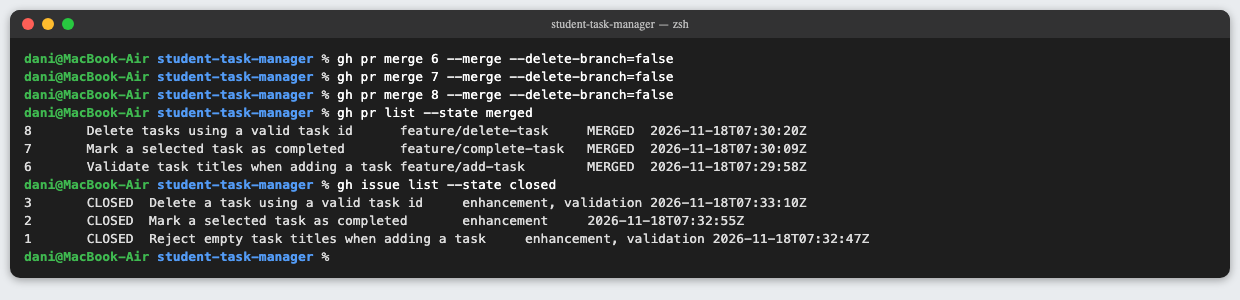 student-task-manager — zsh
dani@MacBook-Air student-task-manager % gh pr merge 6 --merge --delete-branch=false
dani@MacBook-Air student-task-manager % gh pr merge 7 --merge --delete-branch=false
dani@MacBook-Air student-task-manager % gh pr merge 8 --merge --delete-branch=false
dani@MacBook-Air student-task-manager % gh pr list --state merged
8       Delete tasks using a valid task id      feature/delete-task     MERGED  2026-11-18T07:30:20Z
7       Mark a selected task as completed       feature/complete-task   MERGED  2026-11-18T07:30:09Z
6       Validate task titles when adding a task feature/add-task        MERGED  2026-11-18T07:29:58Z
dani@MacBook-Air student-task-manager % gh issue list --state closed
3       CLOSED  Delete a task using a valid task id     enhancement, validation 2026-11-18T07:33:10Z
2       CLOSED  Mark a selected task as completed       enhancement     2026-11-18T07:32:55Z
1       CLOSED  Reject empty task titles when adding a task     enhancement, validation 2026-11-18T07:32:47Z
dani@MacBook-Air student-task-manager %